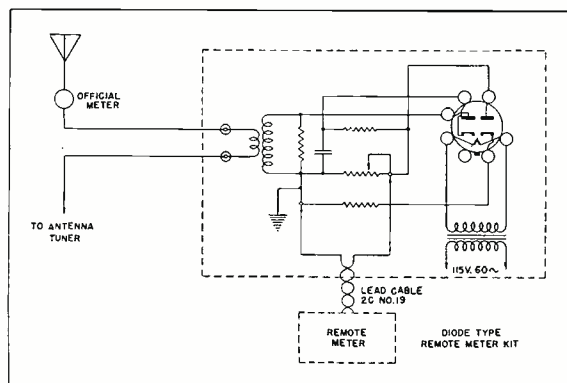 OFFICIAL
METER
TO ANTENNA
TUNER
115V. 60~
LEAD CABLE
2C NO.19
REMOTE
METER
DIODE TYPE
REMOTE METER KIT